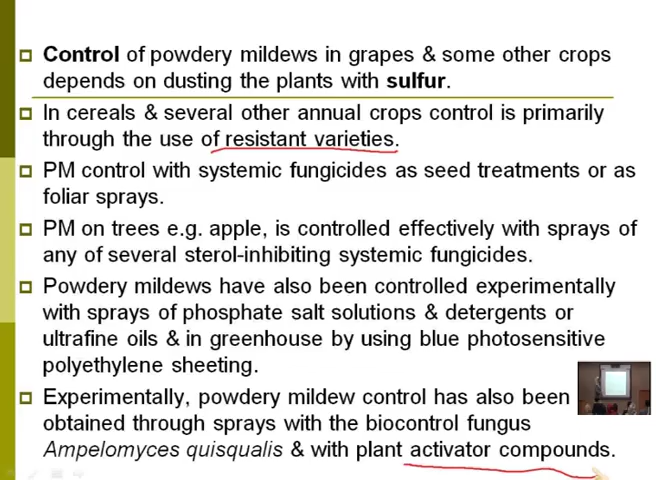 Control of powdery mildews in grapes & some other crops
depends on dusting the plants with sulfur.
In cereals & several other annual crops control is primarily
through the use of resistant varieties.
PM control with systemic fungicides as seed treatments or as
foliar sprays.
PM on trees e.g. apple, is controlled effectively with sprays of
any of several sterol-inhibiting systemic fungicides.
Powdery mildews have also been controlled experimentally
with sprays of phosphate salt solutions & detergents or
ultrafine oils & in greenhouse by using blue photosensitive
polyethylene sheeting.
Experimentally, powdery mildew control has also been
obtained through sprays with the biocontrol fungus
Ampelomyces quisqualis & with plant activator compounds.